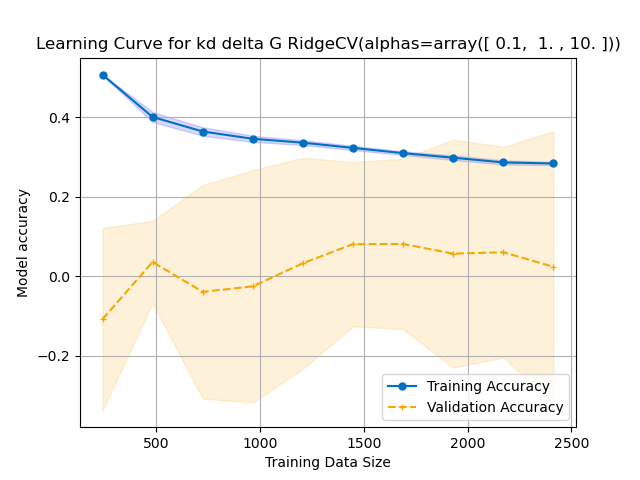 Learning Curve for kd delta G RidgeCV(alphas=array([ 0.1,  1. , 10. ]))
Model accuracy
0.4
0.2
0.0
−0.2
Training Accuracy
Validation Accuracy
500
1000
1500
2000
2500
Training Data Size